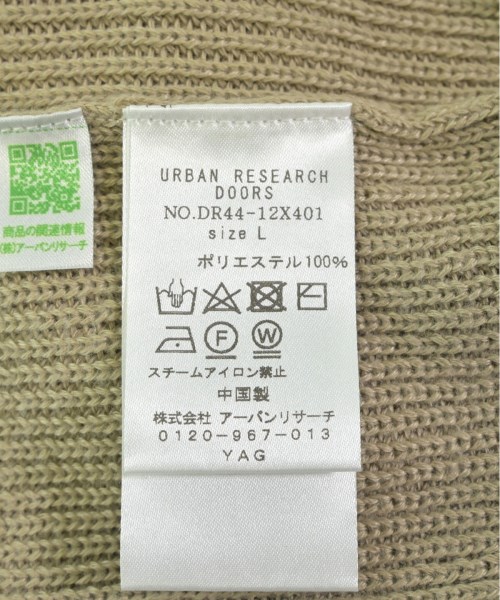 商品の関連情報
(株)アーバンリサーチ
URBAN RESEARCH
DOORS
NO.DR44-12X401
size L
ポリエステル100%
F
W
スチームアイロン禁止
中国製
株式会社 アーバンリサーチ
0120-967-013
YAG